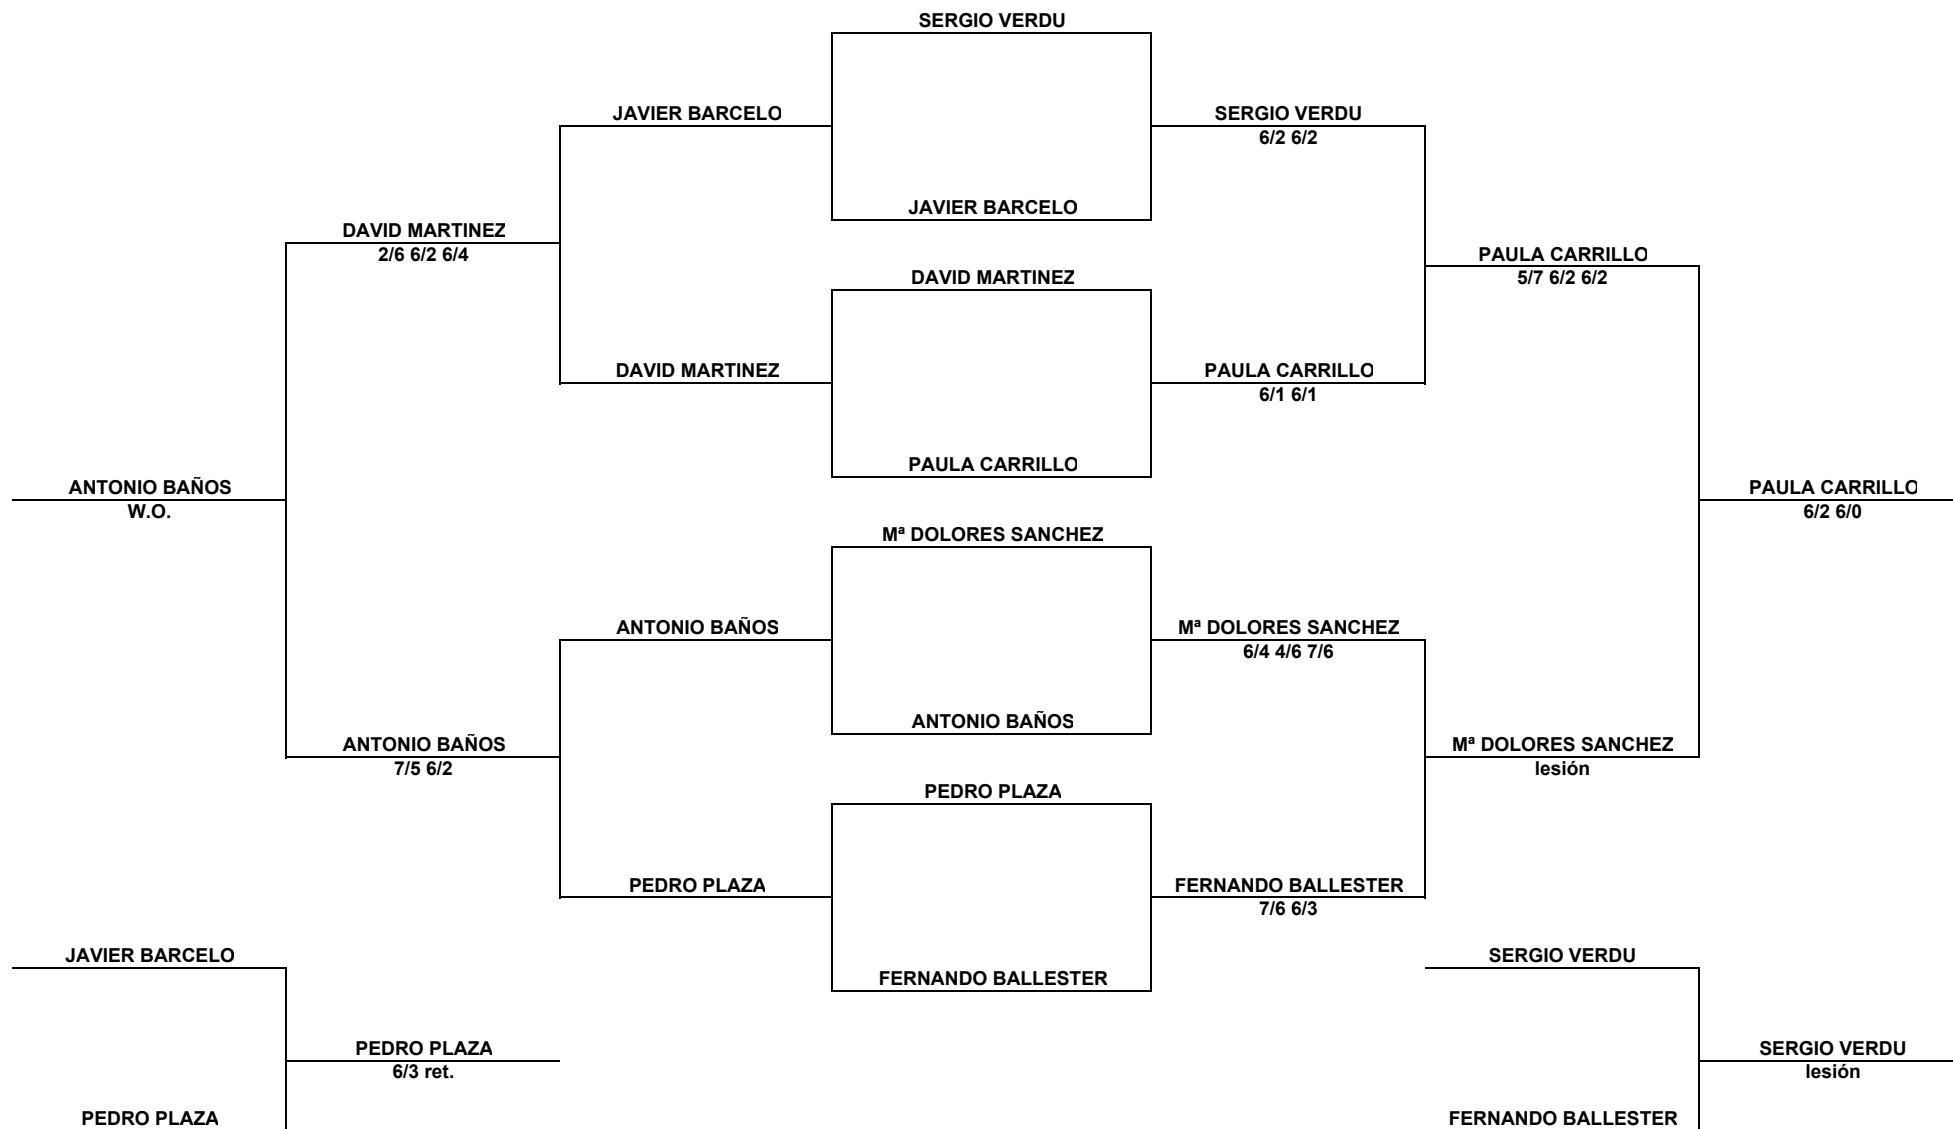 SERGIO VERDU
JAVIER BARCELO
SERGIO VERDU
6/2 6/2
JAVIER BARCELO
DAVID MARTINEZ
2/6 6/2 6/4
PAULA CARRILLO
5/7 6/2 6/2
DAVID MARTINEZ
DAVID MARTINEZ
PAULA CARRILLO
6/1 6/1
PAULA CARRILLO
ANTONIO BAÑOS
W.O.
PAULA CARRILLO
6/2 6/0
Mª DOLORES SANCHEZ
ANTONIO BAÑOS
Mª DOLORES SANCHEZ
6/4 4/6 7/6
ANTONIO BAÑOS
ANTONIO BAÑOS
7/5 6/2
Mª DOLORES SANCHEZ
lesión
PEDRO PLAZA
PEDRO PLAZA
FERNANDO BALLESTER
7/6 6/3
JAVIER BARCELO
SERGIO VERDU
FERNANDO BALLESTER
PEDRO PLAZA
6/3 ret.
SERGIO VERDU
lesión
PEDRO PLAZA
FERNANDO BALLESTER